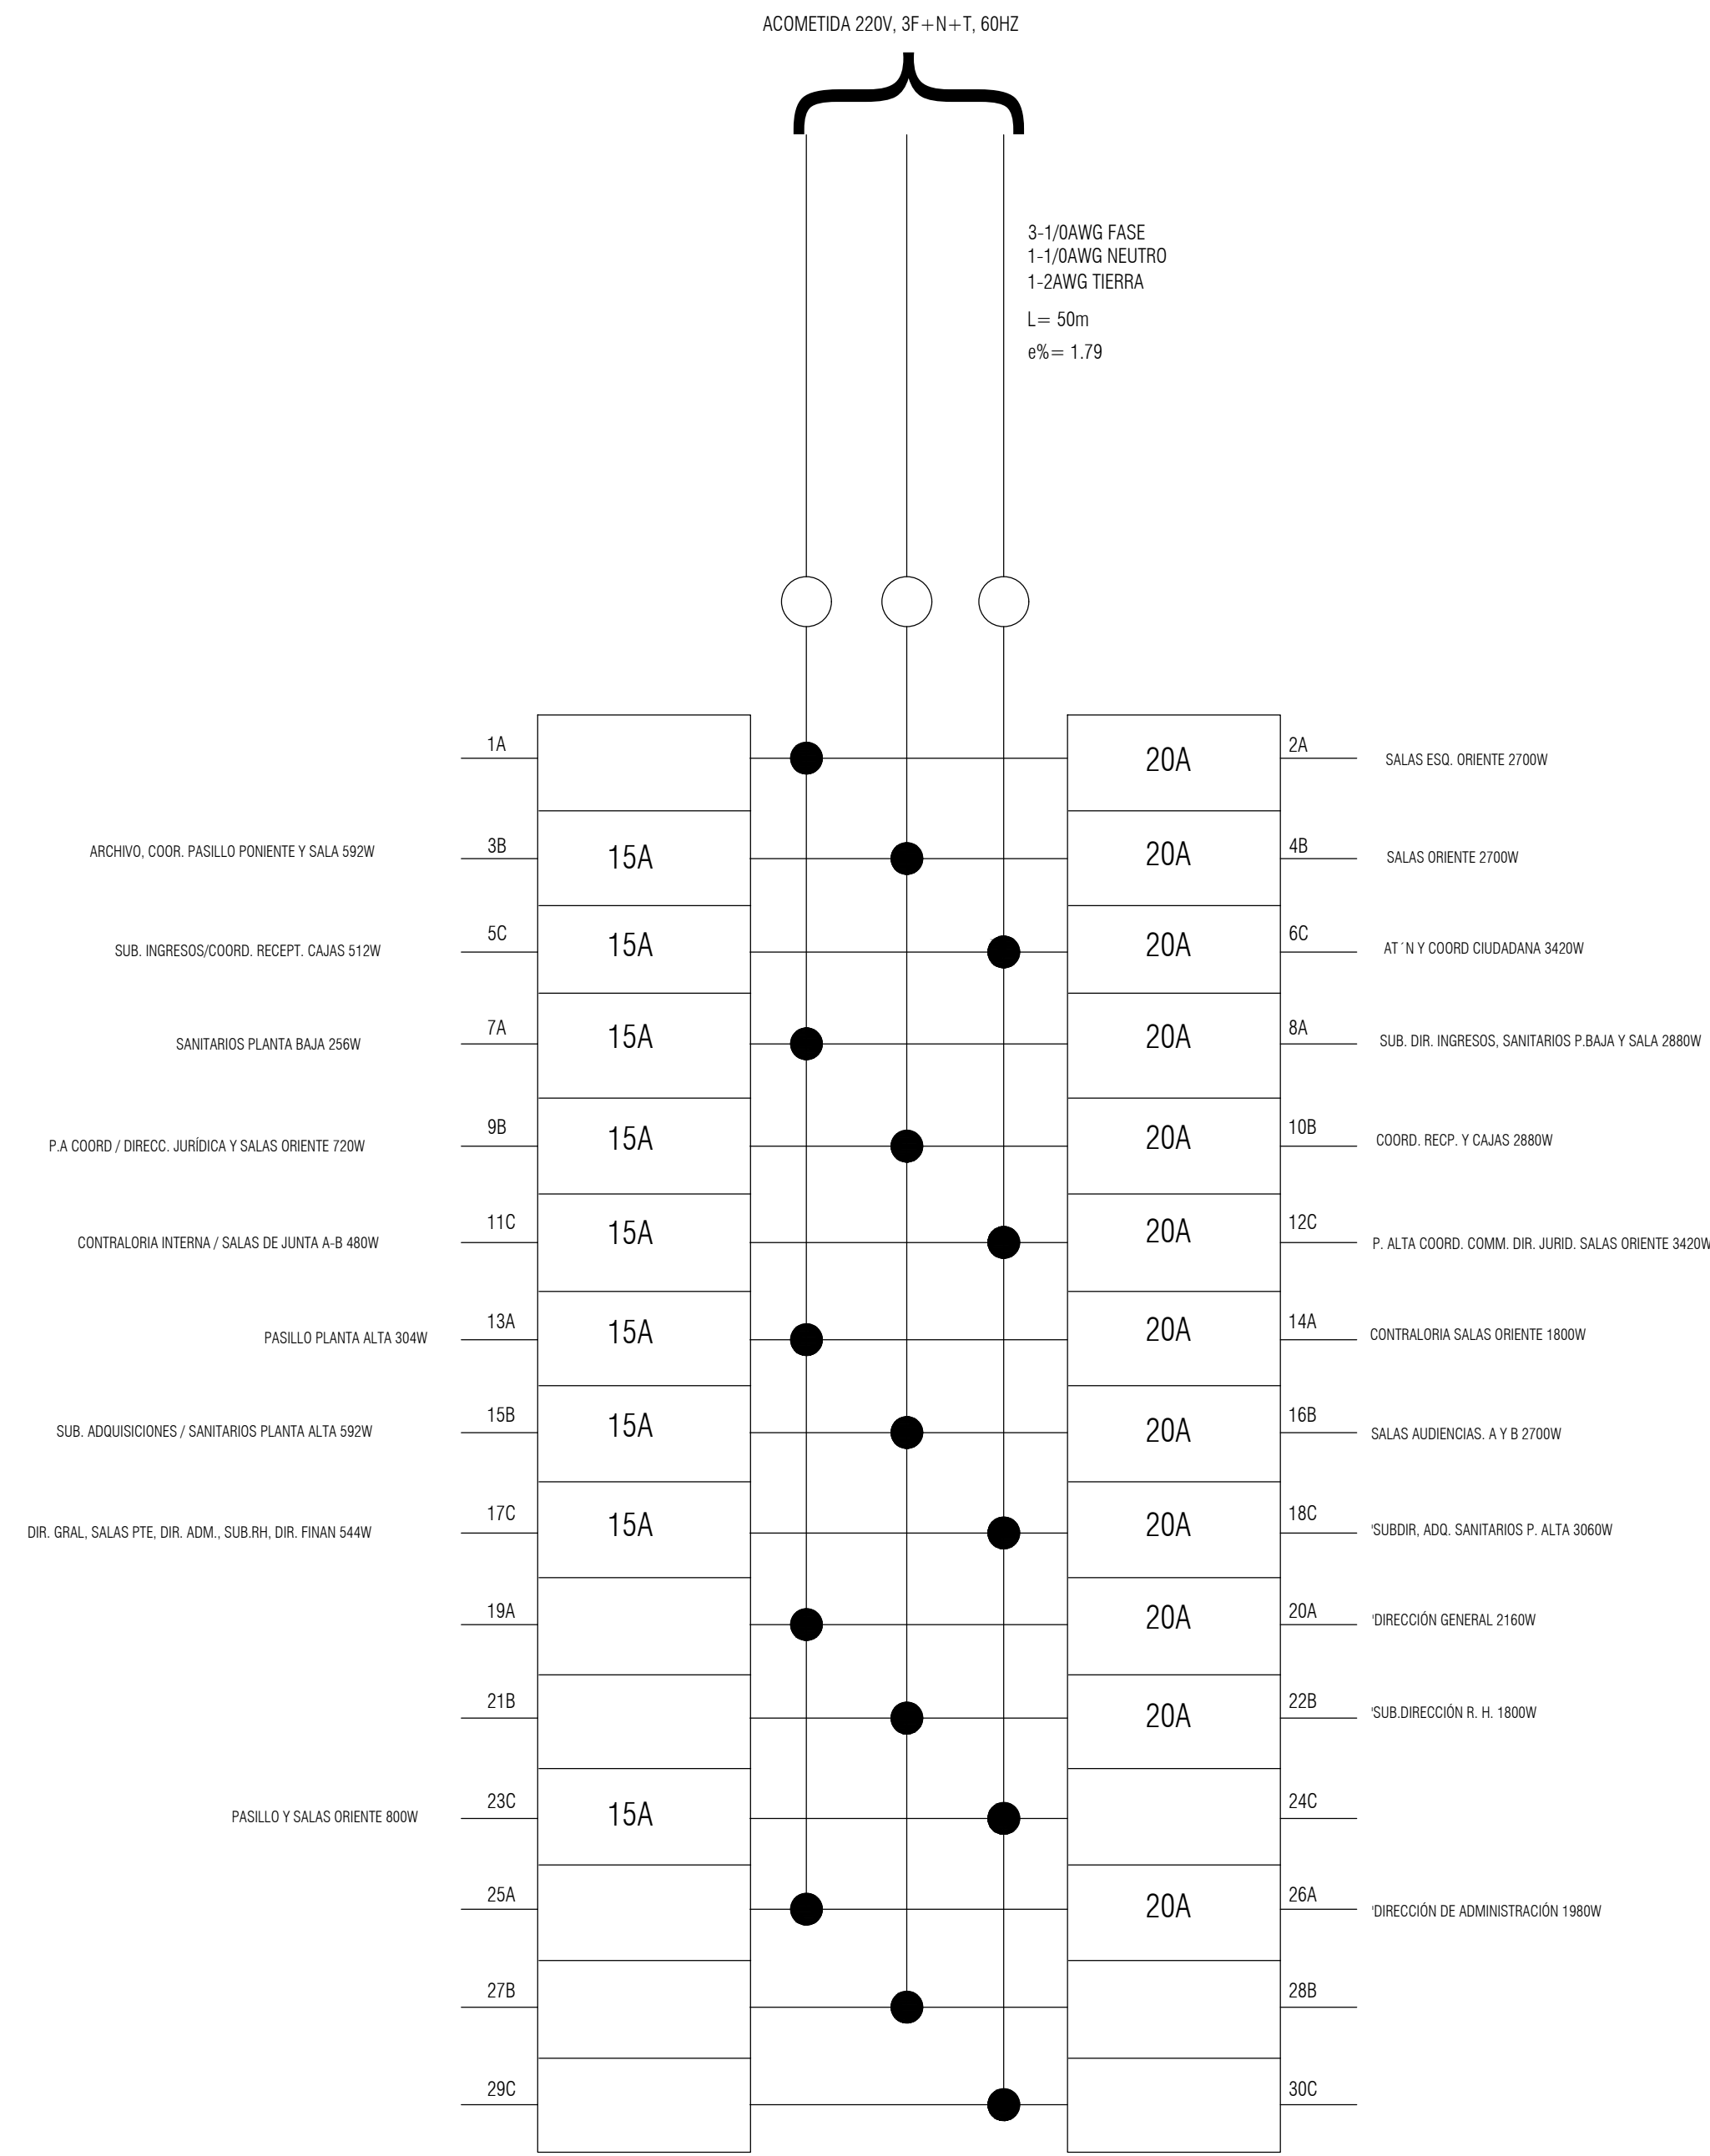 ACOMETIDA 220V, 3F+N+T, 60HZ
3-1/0AWG FASE
1-1/0AWG NEUTRO
1-2AWG TIERRA
L= 50m
e%= 1.79
1A 20A 2A SALAS ESQ. ORIENTE 2700W
ARCHIVO, COOR. PASILLO PONIENTE Y SALA 592W 3B 15A 20A 4B SALAS ORIENTE 2700W
SUB. INGRESOS/COORD. RECEPT. CAJAS 512W 5C 15A 20A 6C AT´N Y COORD CIUDADANA 3420W
SANITARIOS PLANTA BAJA 256W 7A 15A 20A 8A SUB. DIR. INGRESOS, SANITARIOS P.BAJA Y SALA 2880W
P.A COORD / DIRECC. JURÍDICA Y SALAS ORIENTE 720W 9B 15A 20A 10B COORD. RECP. Y CAJAS 2880W
CONTRALORIA INTERNA / SALAS DE JUNTA A-B 480W 11C 15A 20A 12C P. ALTA COORD. COMM. DIR. JURID. SALAS ORIENTE 3420W
PASILLO PLANTA ALTA 304W 13A 15A 20A 14A CONTRALORIA SALAS ORIENTE 1800W
SUB. ADQUISICIONES / SANITARIOS PLANTA ALTA 592W 15B 15A 20A 16B SALAS AUDIENCIAS. A Y B 2700W
DIR. GRAL, SALAS PTE, DIR. ADM., SUB.RH, DIR. FINAN 544W 17C 15A 20A 18C 'SUBDIR, ADQ. SANITARIOS P. ALTA 3060W
19A 20A 20A 'DIRECCIÓN GENERAL 2160W
21B 20A 22B 'SUB.DIRECCIÓN R. H. 1800W
PASILLO Y SALAS ORIENTE 800W 23C 15A 24C
25A 20A 26A 'DIRECCIÓN DE ADMINISTRACIÓN 1980W
27B 28B
29C 30C